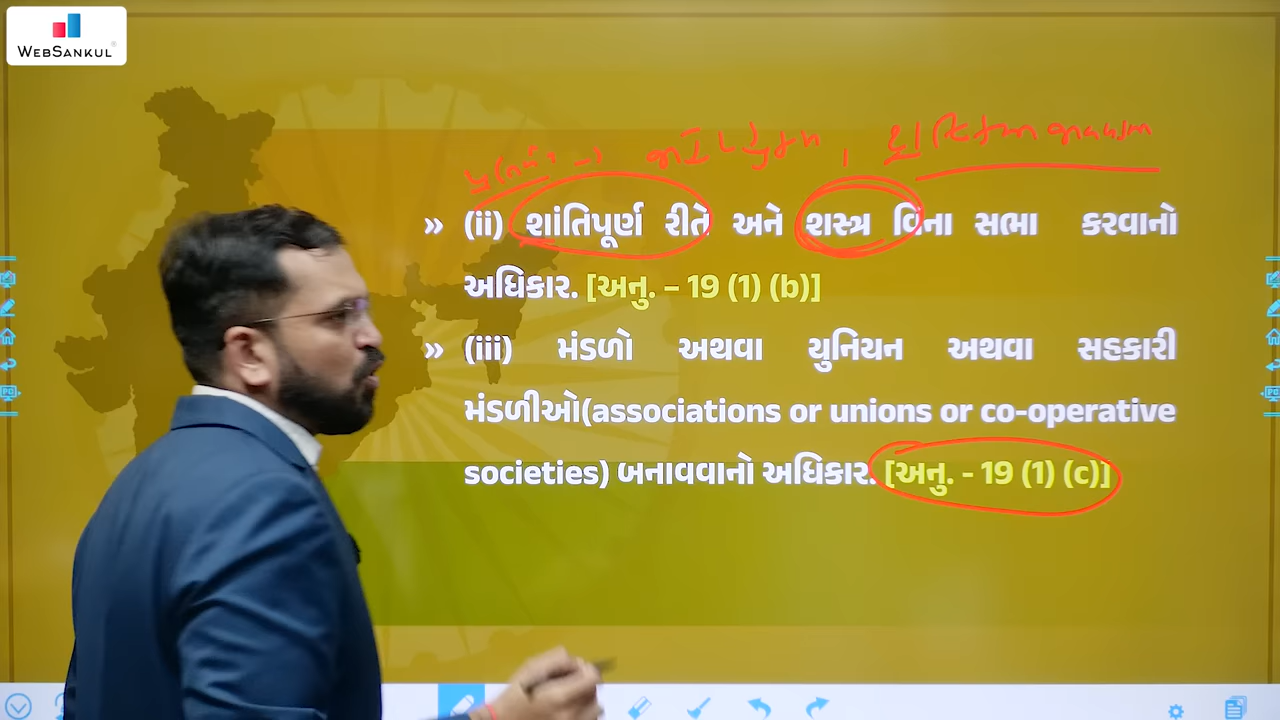 WEBSANKUL
» (ii) શાંતિપૂર્ણ રીતે અને શસ્ત્ર વિના સભા કરવાનો
અધિકાર. [અનુ. – 19 (1) (b)]
» (iii) મંડળો અથવા યુનિયન અથવા સહકારી
મંડળીઓ(associations or unions or co-operative
societies) બનાવવાનો અધિકાર. [અનુ. - 19 (1) (c)]